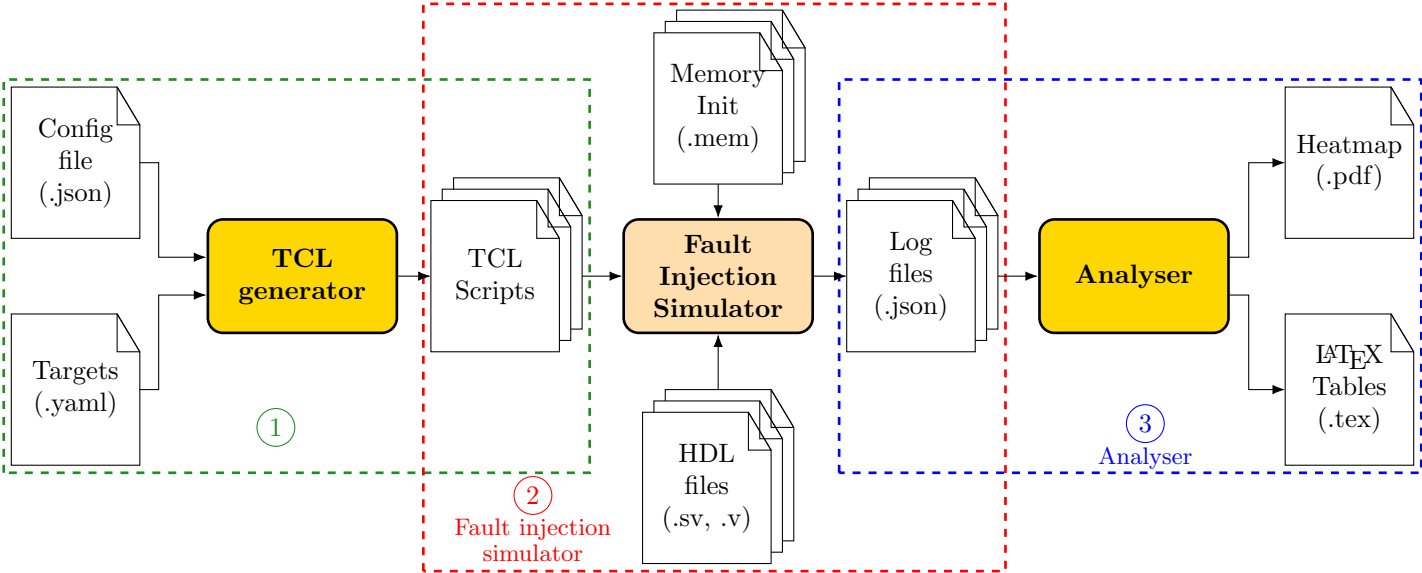 Memory
Init
(.mem)
Config
file
(.json)
Targets
(.yaml)
TCL
generator
1
TCL
Scripts
Fault
Injection
Simulator
HDL
files
(.sv, .v)
2
Fault injection
simulator
Log
files
(.json)
Analyser
3
Analyser
Heatmap
(.pdf)
LATEX
Tables
(.tex)